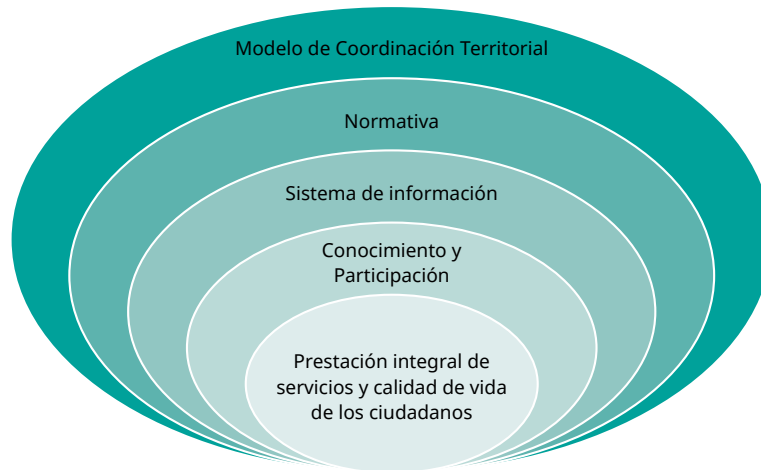 Modelo de Coordinación Territorial
Normativa
Sistema de información
Conocimiento y
Participación
Prestación integral de
servicios y calidad de vida
de los ciudadanos